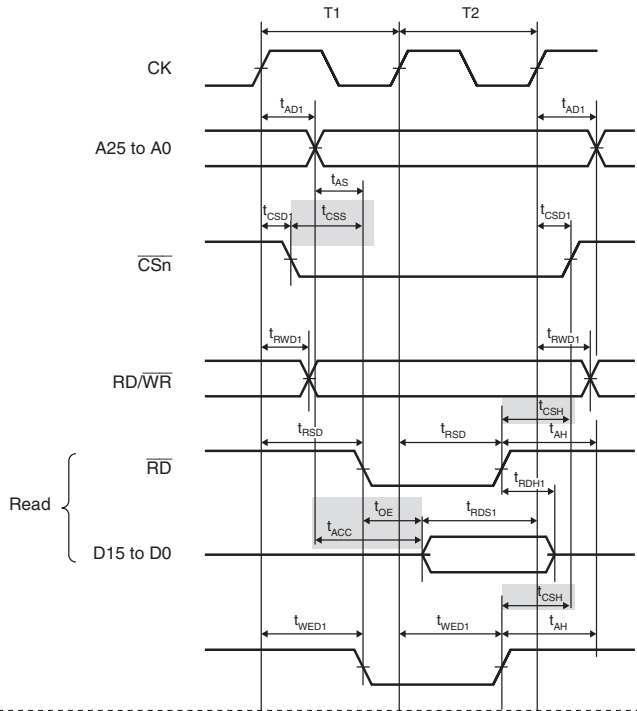 T1 T2
CK
tAD1 tAD1
A25 to A0
tAS
tCSD1 tCSS tCSD1
CSn
tRWD1 tRWD1
RD/WR
tCSH
tRSD tRSD tAH
RD
tRDH1
Read
tOE tRDS1
tACC
D15 to D0
tCSH
tWED1 tWED1 tAH